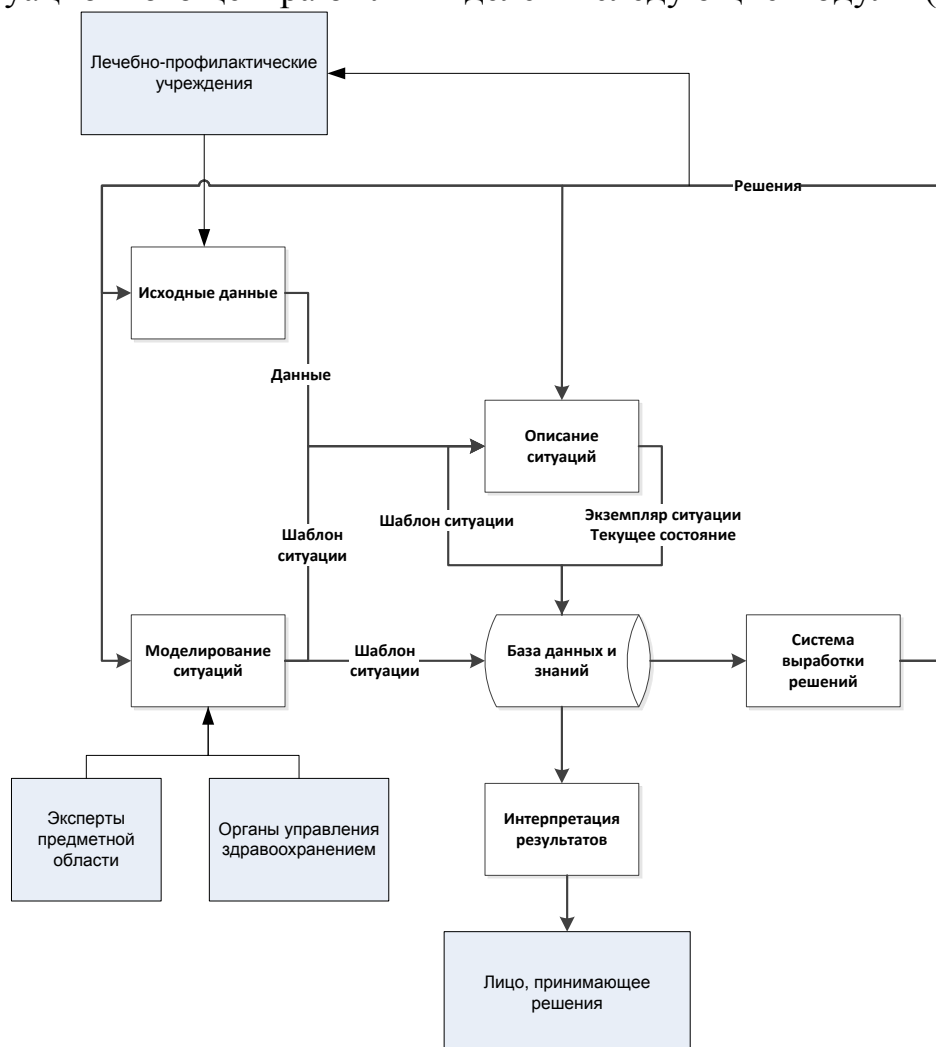 Лечебно-профилактические
учреждения
Решения
Исходные данные
Данные
Описание
ситуаций
Шаблон ситуации
Экземпляр ситуации
Текущее состояние
Шаблон
ситуации
Моделирование
ситуаций
Шаблон
ситуации
База данных и
знаний
Система
выработки
решений
Эксперты
предметной
области
Органы управления
здравоохранением
Интерпретация
результатов
Лицо, принимающее
решения